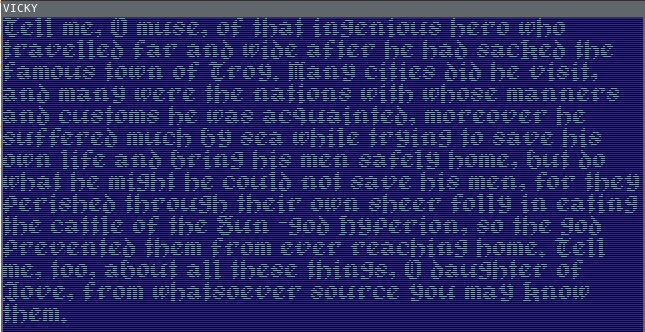 VICKY
Tell me, O muse, of that ingenious hero who
travelled far and wide after he had sacked the
famous town of Troy. Many cities did he visit,
and many were the nations with whose manners
and customs he was acquainted, moreover he
suffered much by sea while trying to save his
own life and bring his men safely home, but do
what he might he could not save his men, for they
perished through their own sheer folly in eating
the cattle of the Sun-god Hyperion, so the god
prevented them from ever reaching home. Tell
me, too, about all these things, O daughter of
Jove, from whatsoever source you may know
them.